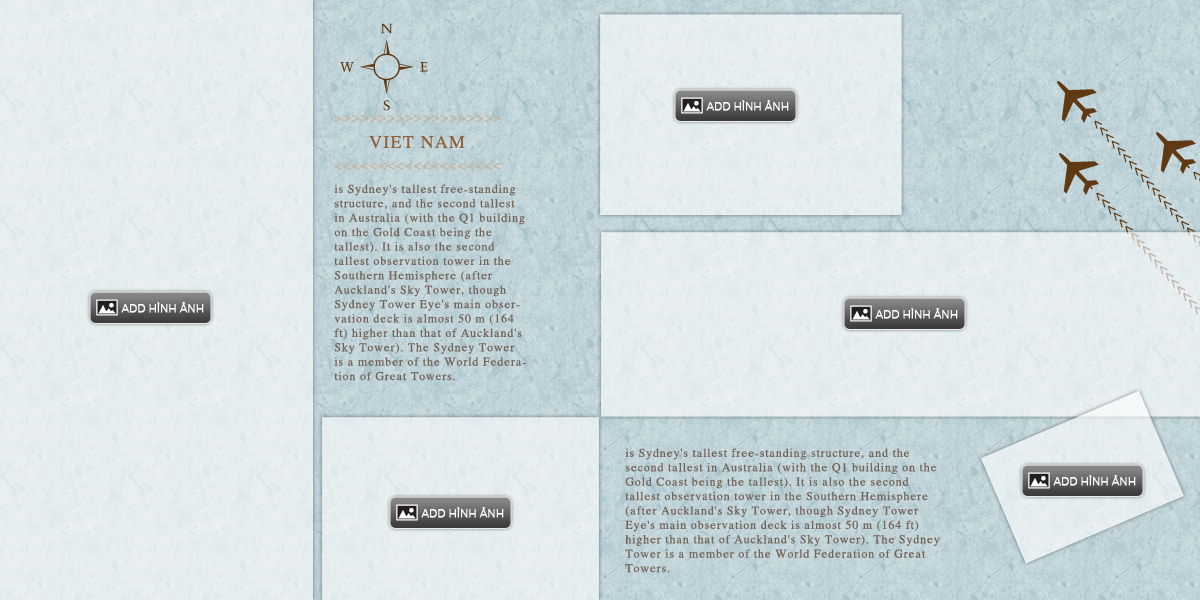 ADD HÌNH ẢNH
N
W E
S
VIET NAM
is Sydney's tallest free-standing
structure, and the second tallest
in Australia (with the Q1 building
on the Gold Coast being the
tallest). It is also the second
tallest observation tower in the
Southern Hemisphere (after
Auckland's Sky Tower, though
Sydney Tower Eye's main obser-
vation deck is almost 50 m (164
ft) higher than that of Auckland's
Sky Tower). The Sydney Tower
is a member of the World Federa-
tion of Great Towers.
ADD HÌNH ẢNH
ADD HÌNH ẢNH
ADD HÌNH ẢNH
is Sydney's tallest free-standing structure, and the
second tallest in Australia (with the Q1 building on the
Gold Coast being the tallest). It is also the second
tallest observation tower in the Southern Hemisphere
(after Auckland's Sky Tower, though Sydney Tower
Eye's main observation deck is almost 50 m (164 ft)
higher than that of Auckland's Sky Tower). The Sydney
Tower is a member of the World Federation of Great
Towers.
ADD HÌNH ẢNH